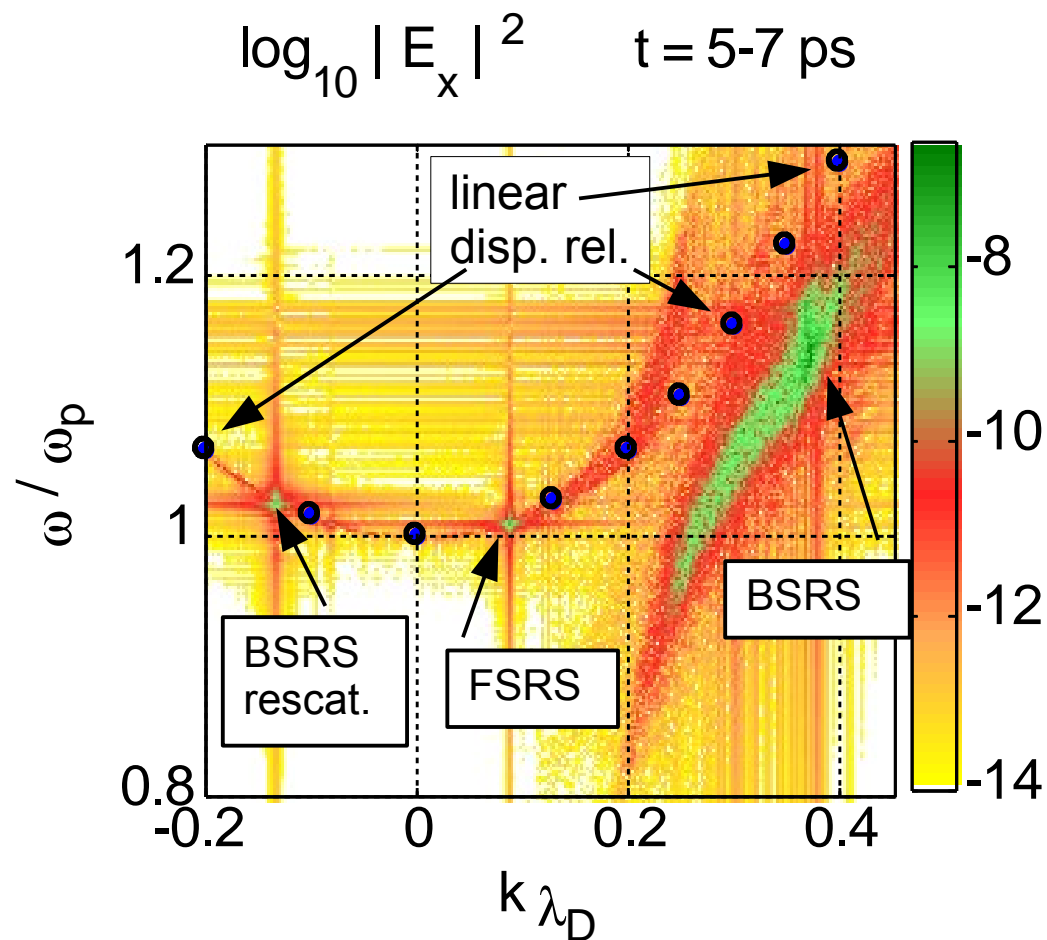 log10 | Ex | 2 t = 5-7 ps
linear
disp. rel.
1.2
1
0.8
ω / ωp
-0.2 0 0.2 0.4
k λD
BSRS
rescat.
FSRS
BSRS
-8
-10
-12
-14